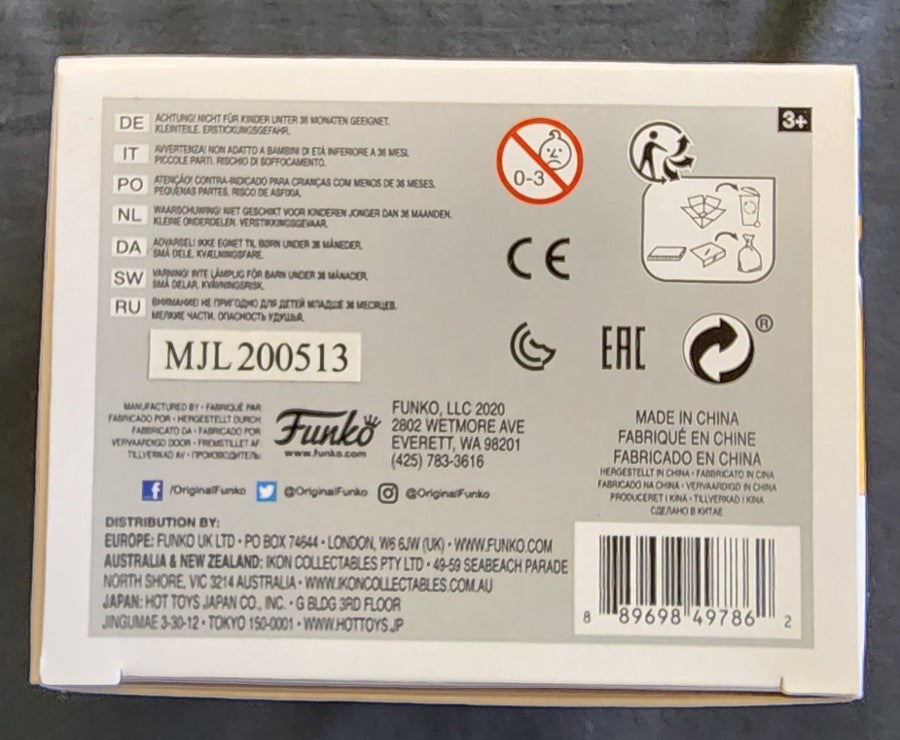 DE ACHTUNG! NICHT FÜR KINDER UNTER 36 MONATEN GEEIGNET.
KLEINTEILE. ERSTICKUNGSGEFAHR.
IT AVVERTENZA! NON ADATTO A BAMBINI DI ETÀ INFERIORE A 36 MESI.
PICCOLE PARTI. RISCHIO DI SOFFOCAMENTO.
PO ATENÇÃO! CONTRA-INDICADO PARA CRIANÇAS COM MENOS DE 36 MESES.
PEQUENAS PARTES. RISCO DE ASFIXIA.
NL WAARSCHUWING! NIET GESCHIKT VOOR KINDEREN JONGER DAN 36 MAANDEN.
KLEINE ONDERDELEN. VERSTIKKINGSGEVAAR.
DA ADVARSEL! IKKE EGNET TIL BØRN UNDER 36 MÅNEDER.
SMÅ DELE. KVÆLNINGSFARE.
SW VARNING! INTE LÄMPLIG FÖR BARN UNDER 36 MÅNADER.
SMÅ DELAR. KVÄVNINGSRISK.
RU ВНИМАНИЕ! НЕ ПРИГОДНО ДЛЯ ДЕТЕЙ МЛАДШЕ 36 МЕСЯЦЕВ.
МЕЛКИЕ ЧАСТИ. ОПАСНОСТЬ УДУШЬЯ.
0-3
3+
CE
EAC
®
MJL 200513
MANUFACTURED BY • FABRIQUÉ PAR
FABRICADO POR • HERGESTELLT DURCH
FABBRICATO DA • FABRICADO POR
VERVAARDIGD DOOR • FREMSTILLET AF
TILLVERKAD AV • ПРОИЗВОДИТЕЛЬ:
Funko
www.funko.com
FUNKO, LLC 2020
2802 WETMORE AVE
EVERETT, WA 98201
(425) 783-3616
MADE IN CHINA
FABRIQUÉ EN CHINE
FABRICADO EN CHINA
HERGESTELLT IN CHINA • FABBRICATO IN CINA
FABRICADO NA CHINA • VERVAARDIGD IN CHINA
PRODUCERET I KINA • TILLVERKAD I KINA
СДЕЛАНО В КИТАЕ
f /OriginalFunko @OriginalFunko @OriginalFunko
DISTRIBUTION BY:
EUROPE: FUNKO UK LTD • PO BOX 74644 • LONDON, W6 6JW (UK) • WWW.FUNKO.COM
AUSTRALIA & NEW ZEALAND: IKON COLLECTABLES PTY LTD • 49-59 SEABEACH PARADE
NORTH SHORE, VIC 3214 AUSTRALIA • WWW.IKONCOLLECTABLES.COM.AU
JAPAN: HOT TOYS JAPAN CO., INC. • G BLDG 3RD FLOOR
JINGUMAE 3-30-12 • TOKYO 150-0001 • WWW.HOTTOYS.JP
8 89698 49786 2